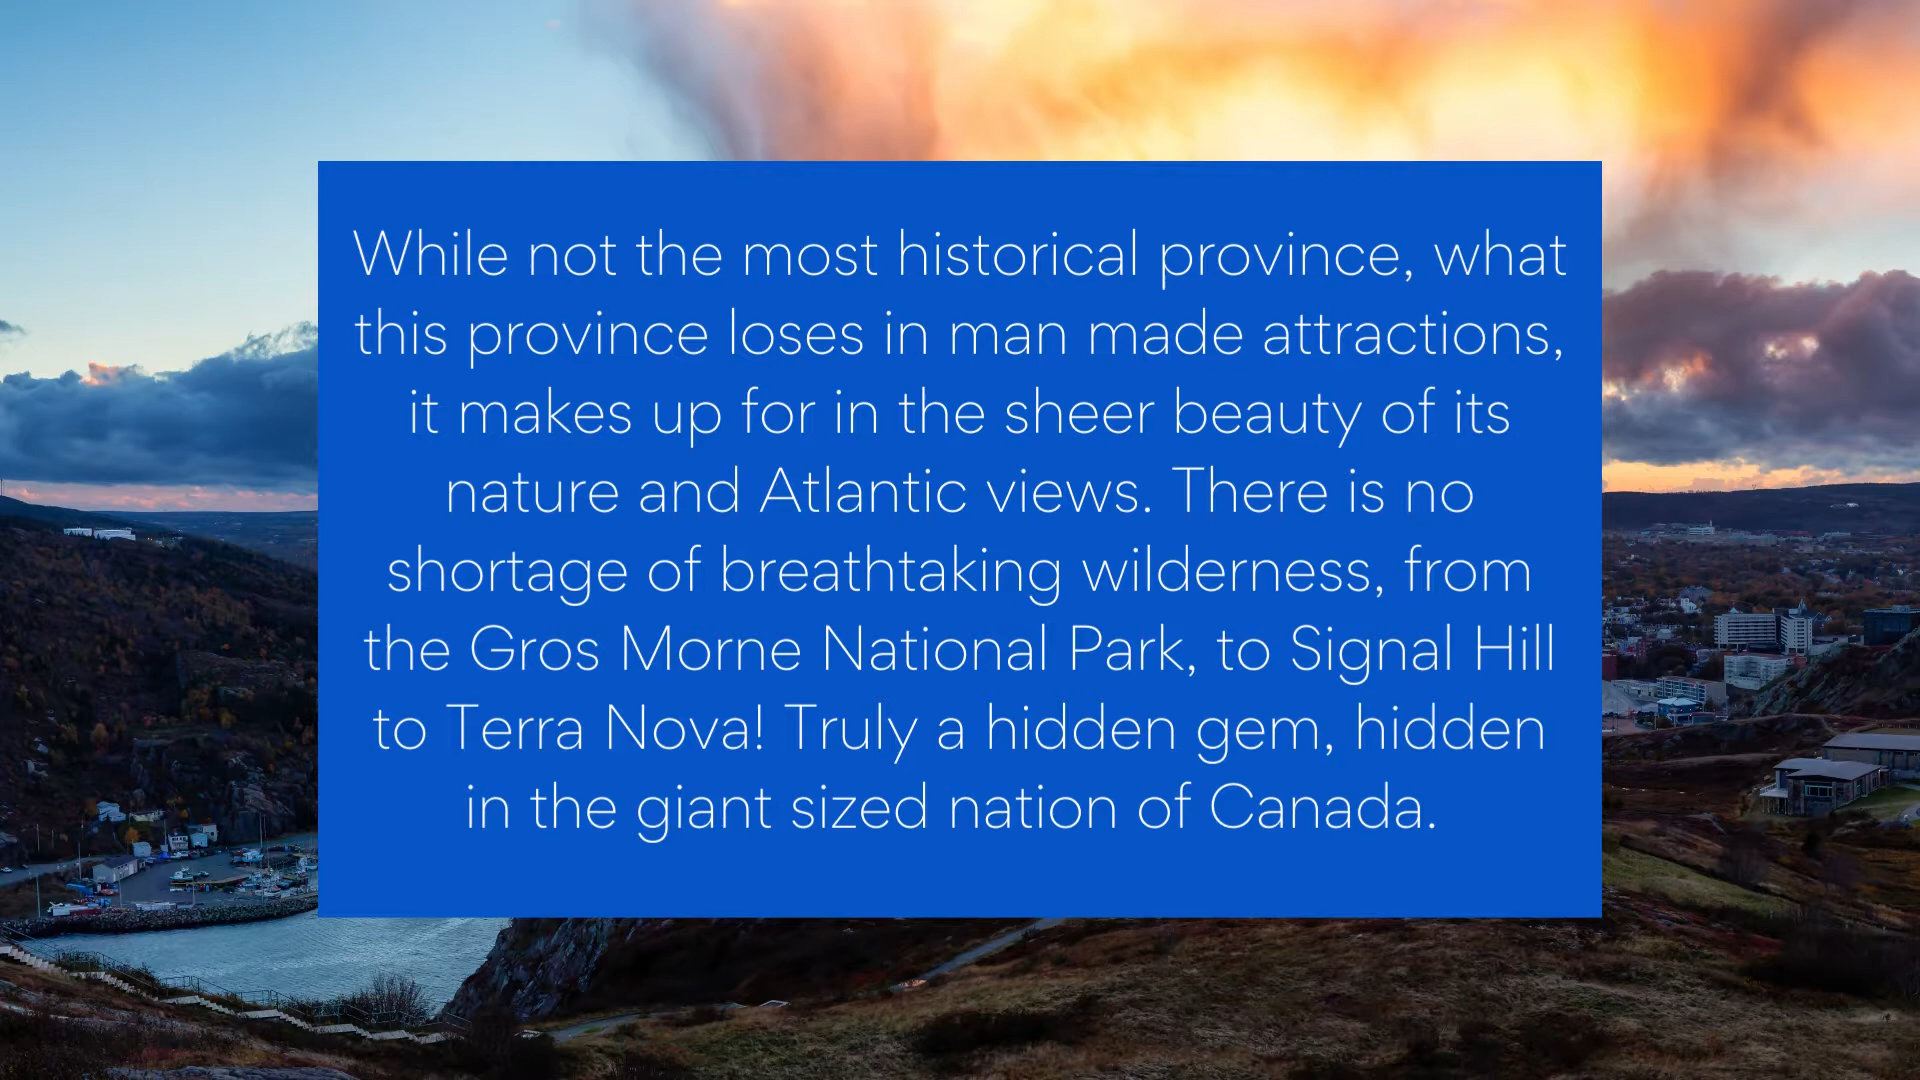 While not the most historical province, what
this province loses in man made attractions,
it makes up for in the sheer beauty of its
nature and Atlantic views. There is no
shortage of breathtaking wilderness, from
the Gros Morne National Park, to Signal Hill
to Terra Nova! Truly a hidden gem, hidden
in the giant sized nation of Canada.